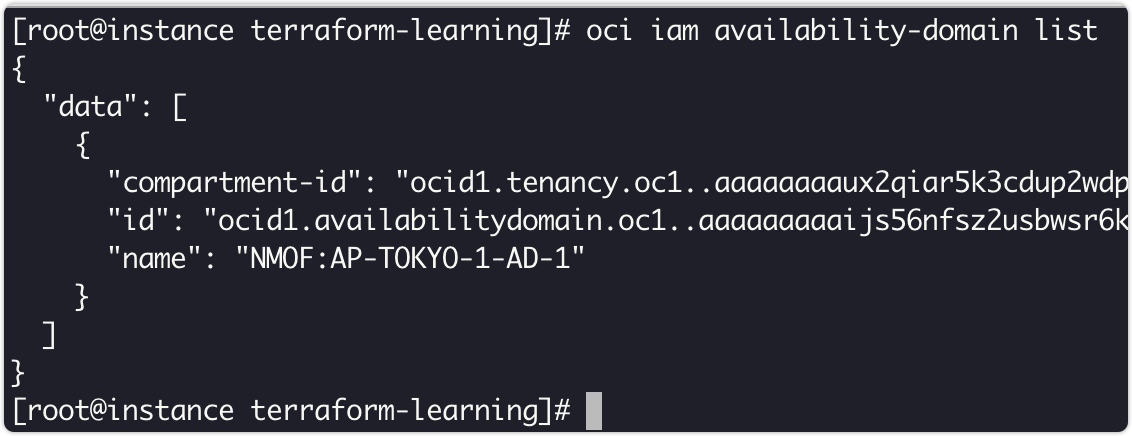 [root@instance terraform-learning]# oci iam availability-domain list
{
  "data": [
    {
      "compartment-id": "ocid1.tenancy.oc1..aaaaaaaaux2qiar5k3cdup2wdp
      "id": "ocid1.availabilitydomain.oc1..aaaaaaaaaijs56nfsz2usbwsr6k
      "name": "NMOF:AP-TOKYO-1-AD-1"
    }
  ]
}
[root@instance terraform-learning]#